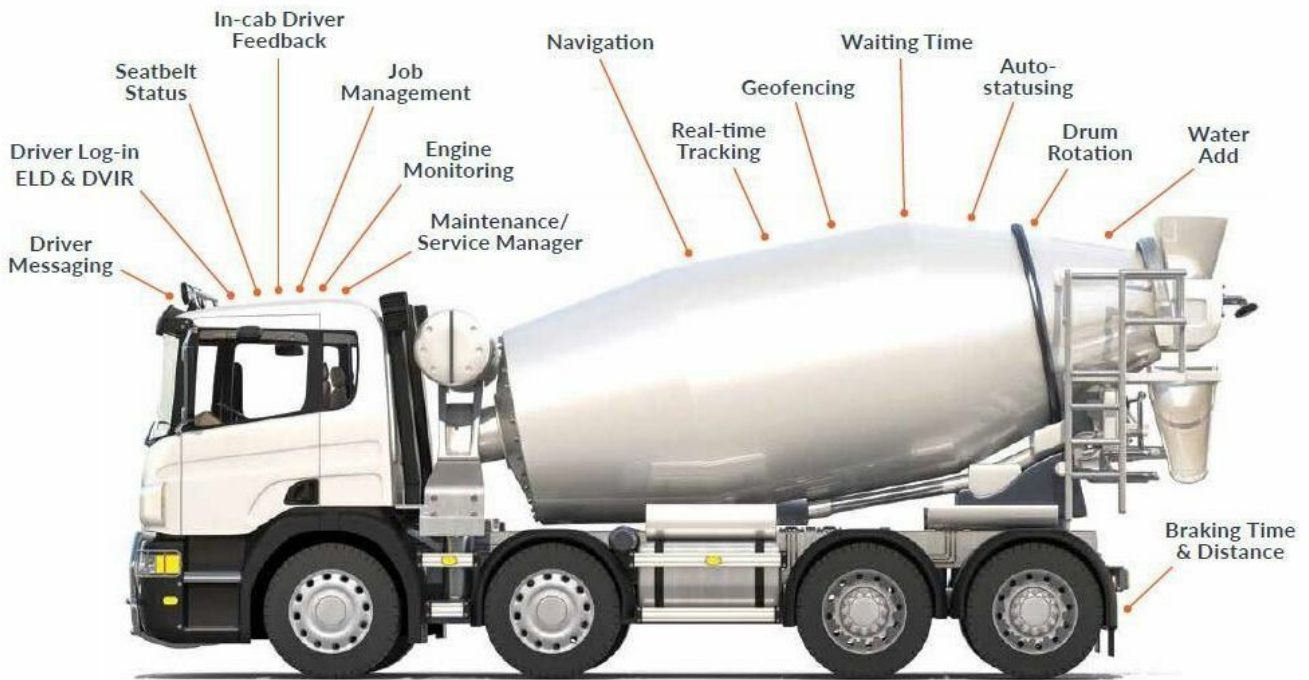 In-cab Driver
Feedback
Seatbelt
Status
Job
Management
Driver Log-in
ELD & DVIR
Engine
Monitoring
Driver
Messaging
Maintenance/
Service Manager
Navigation
Real-time
Tracking
Geofencing
Waiting Time
Auto-
statusing
Drum
Rotation
Water
Add
Braking Time
& Distance